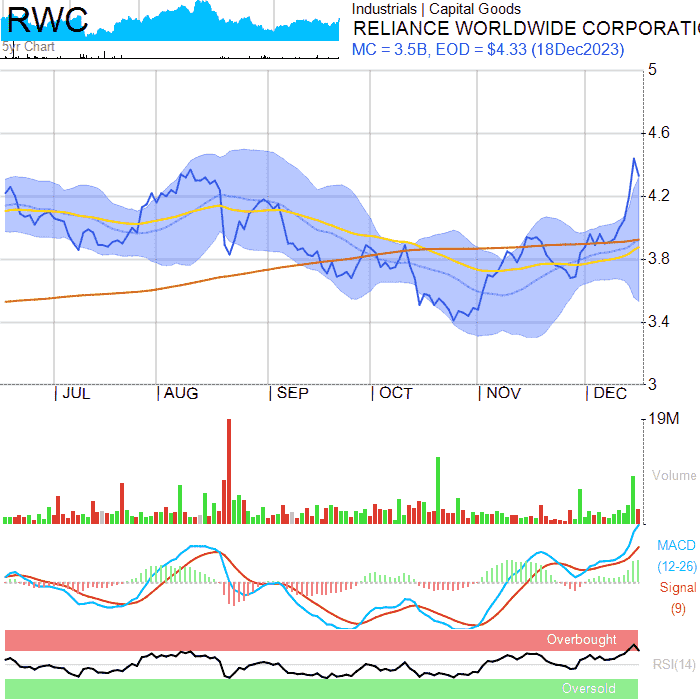 RWC
5yr Chart
Industrials | Capital Goods
RELIANCE WORLDWIDE CORPORATI
MC = 3.5B, EOD = $4.33 (18Dec2023)
5
4.6
4.2
3.8
3.4
3
JUL
AUG
SEP
OCT
NOV
DEC
19M
Volume
MACD
(12-26)
Signal
(9)
Overbought
RSI(14)
Oversold